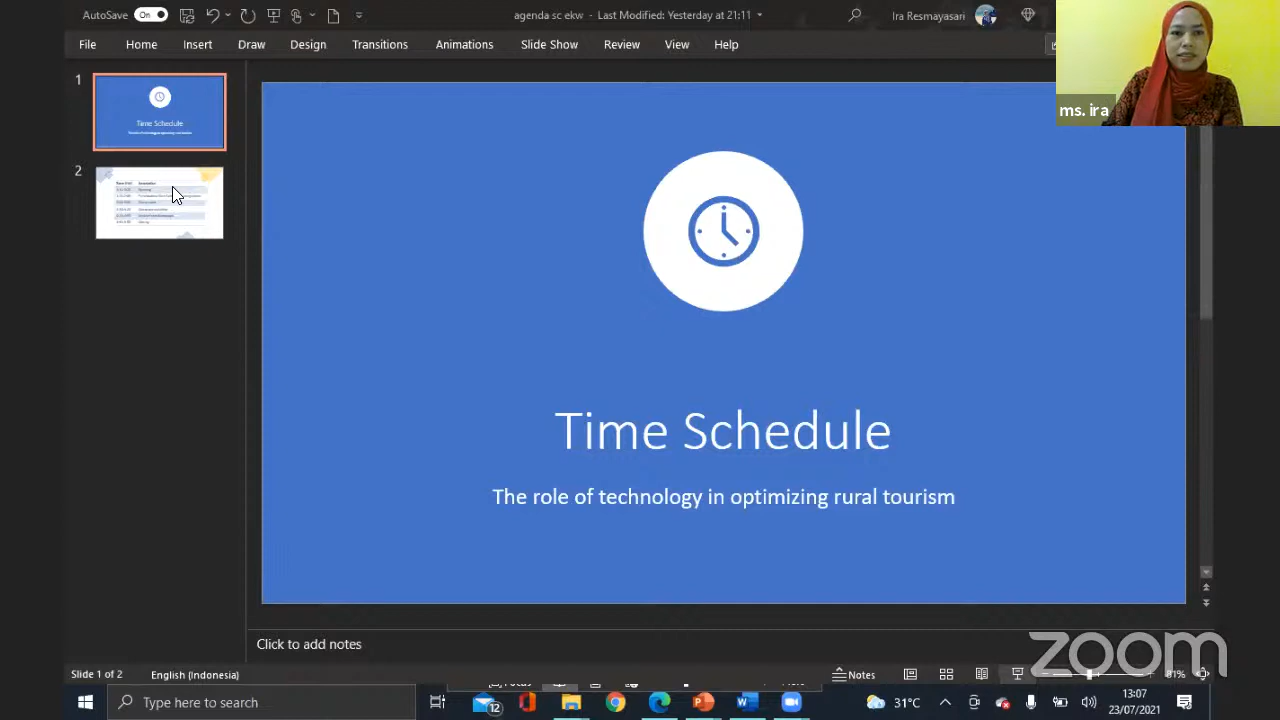 AutoSave On
agenda sc ekw - Last Modified: Yesterday at 21:11
Ira Resmayasari
File Home Insert Draw Design Transitions Animations Slide Show Review View Help
ms. ira
1
Time Schedule
2
Time Schedule
The role of technology in optimizing rural tourism
Click to add notes
zoom
Slide 1 of 2
English (Indonesia)
Notes
81%
Type here to search
12
31°C
13:07
23/07/2021